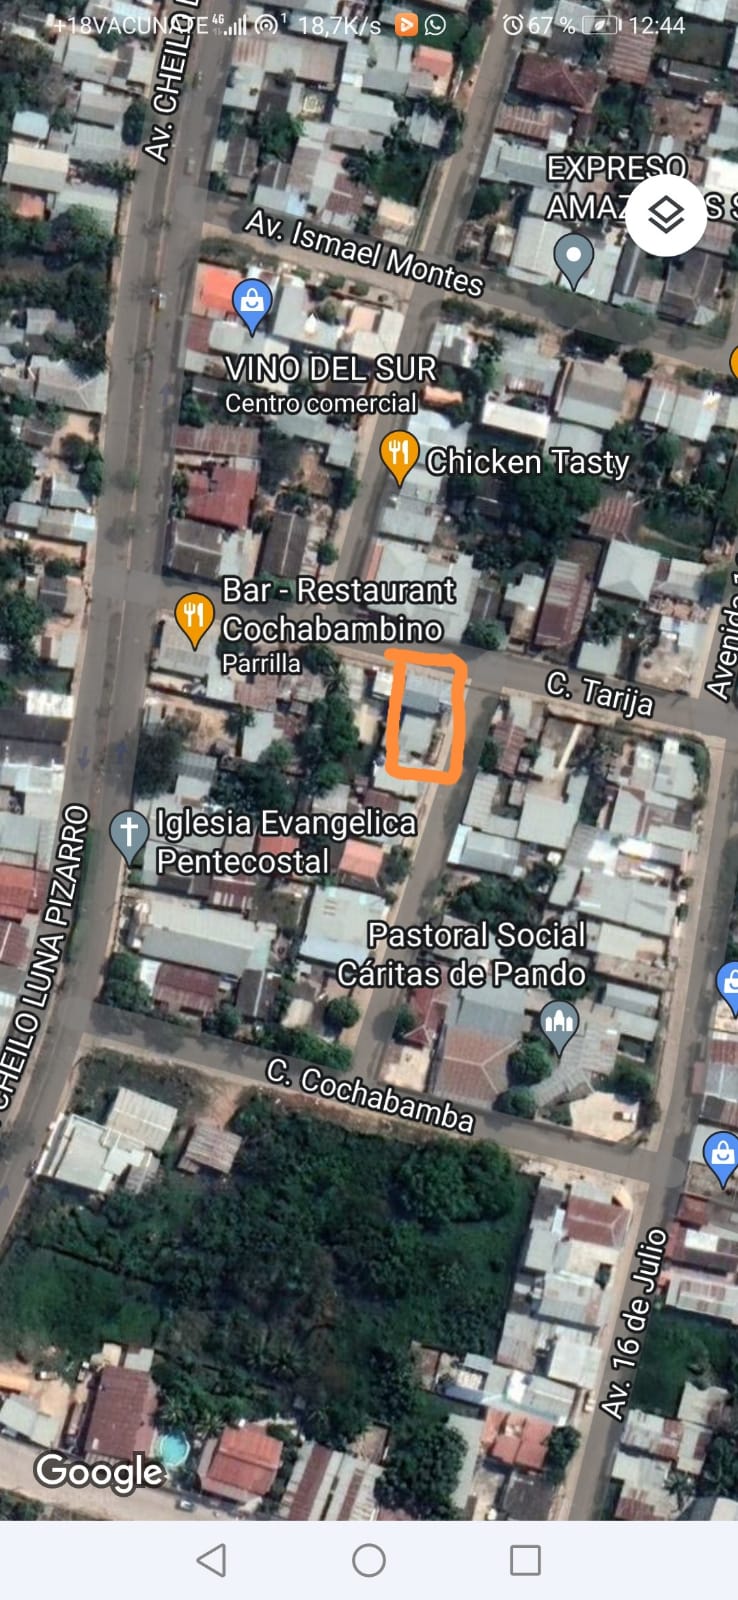 +18VACUNATE 4G 1 18,7K/s 67 % 12:44
Av. CHEILO
EXPRESO
Av. Ismael Montes
VINO DEL SUR
Centro comercial
Chicken Tasty
Bar - Restaurant
Cochabambino
Parrilla
C. Tarija
Avenida
Iglesia Evangelica
Pentecostal
CHEILO LUNA PIZARRO
Pastoral Social
Cáritas de Pando
C. Cochabamba
Av. 16 de Julio
Google